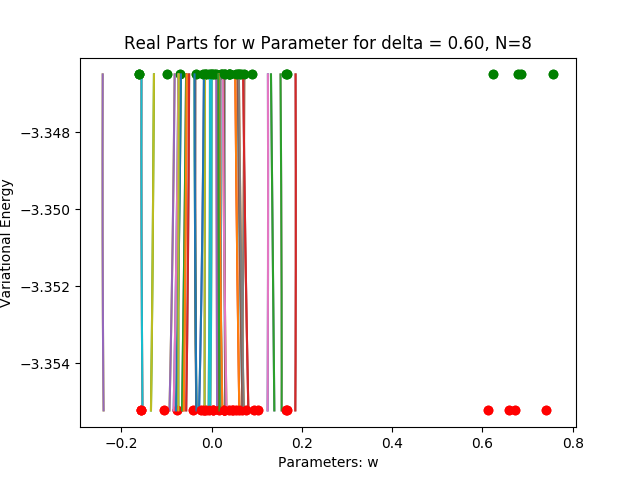 Real Parts for w Parameter for delta = 0.60, N=8
Variational Energy
−3.348
−3.350
−3.352
−3.354
−0.2 0.0 0.2 0.4 0.6 0.8
Parameters: w